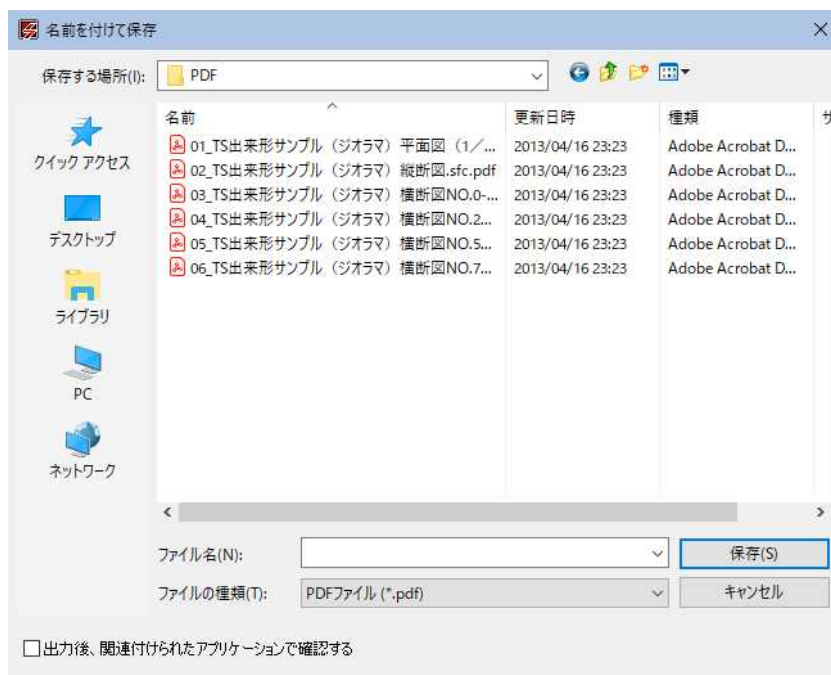 名前を付けて保存
保存する場所(I): PDF
名前 更新日時 種類 サ
01_TS出来形サンプル（ジオラマ）平面図（1／... 2013/04/16 23:23 Adobe Acrobat D...
02_TS出来形サンプル（ジオラマ）縦断図.sfc.pdf 2013/04/16 23:23 Adobe Acrobat D...
03_TS出来形サンプル（ジオラマ）横断図NO.0-... 2013/04/16 23:23 Adobe Acrobat D...
04_TS出来形サンプル（ジオラマ）横断図NO.2... 2013/04/16 23:23 Adobe Acrobat D...
05_TS出来形サンプル（ジオラマ）横断図NO.5... 2013/04/16 23:23 Adobe Acrobat D...
06_TS出来形サンプル（ジオラマ）横断図NO.7... 2013/04/16 23:23 Adobe Acrobat D...
クイック アクセス
デスクトップ
ライブラリ
PC
ネットワーク
ファイル名(N): 保存(S)
ファイルの種類(T): PDFファイル (*.pdf) キャンセル
出力後、関連付けられたアプリケーションで確認する